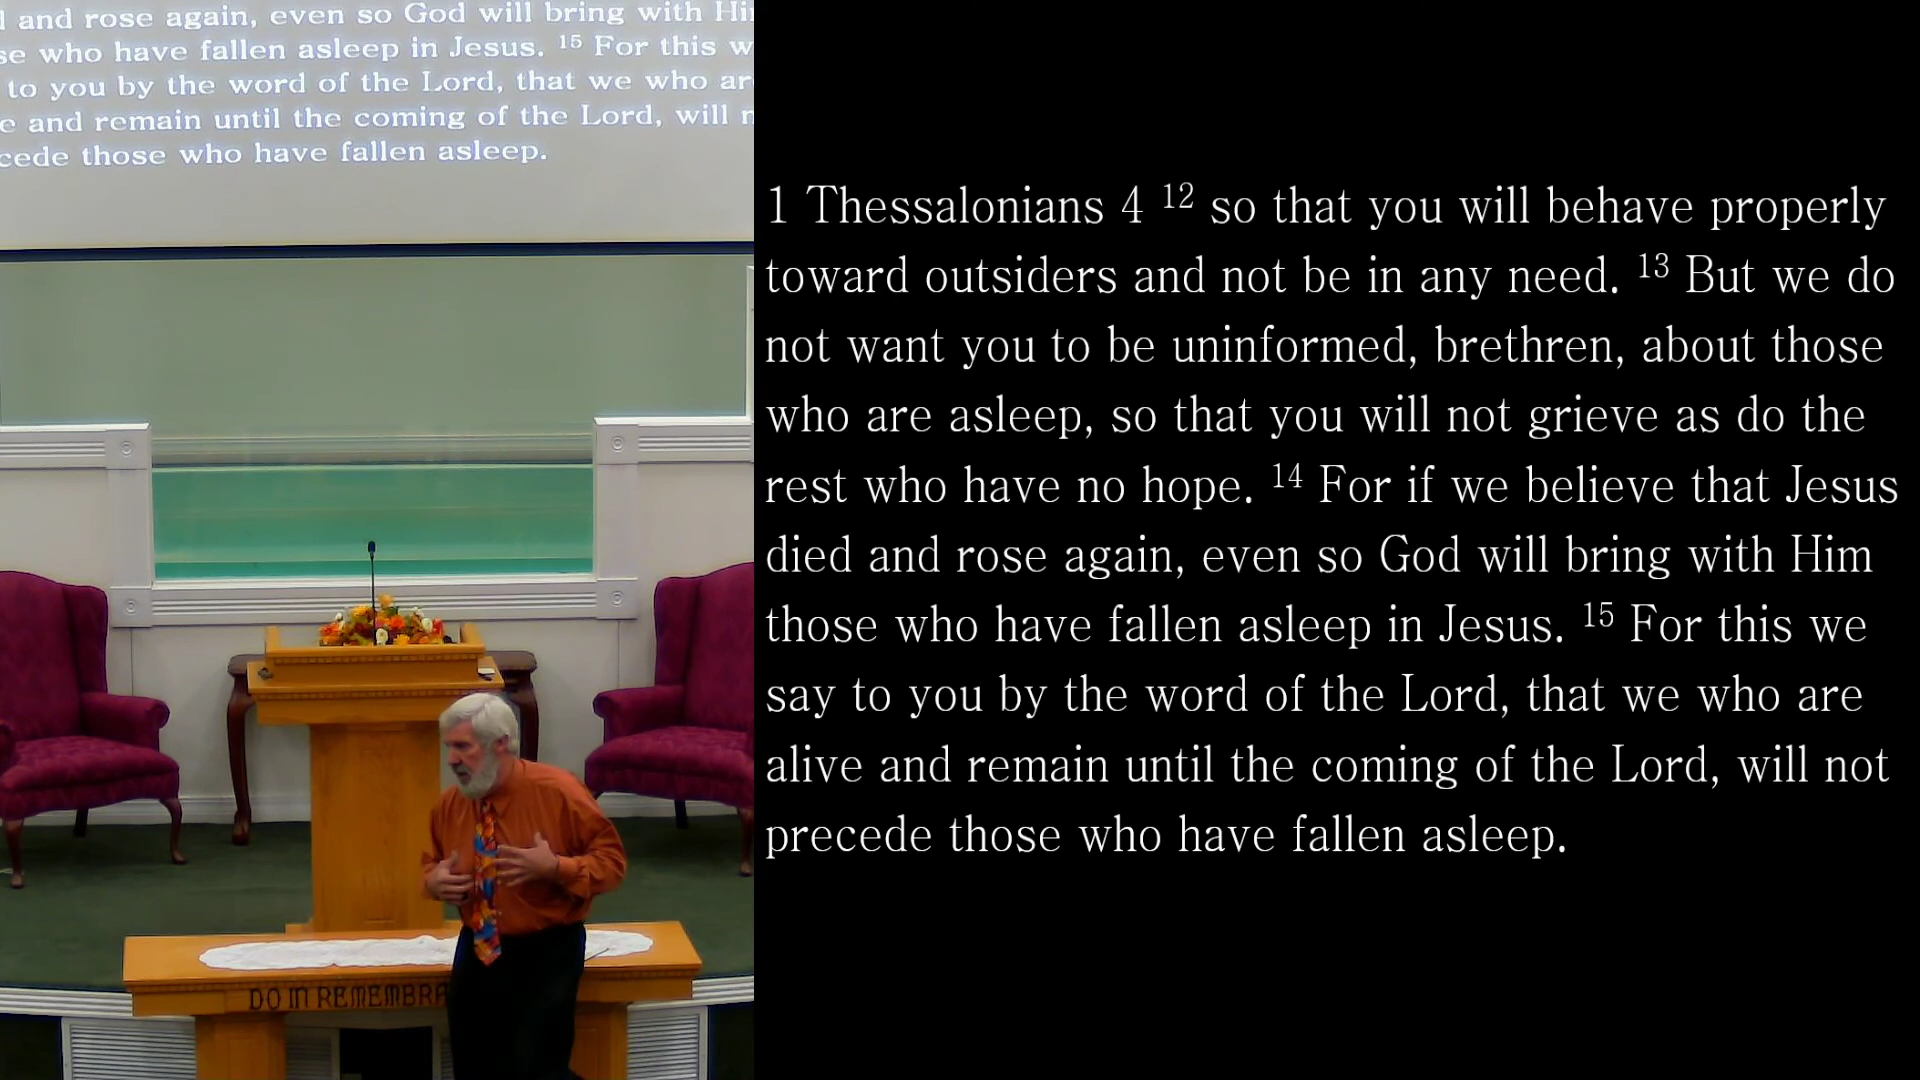 and rose again, even so God will bring with
who have fallen asleep in Jesus. 15 For this
to you by the word of the Lord, that we who
and remain until the coming of the Lord, will
those who have fallen asleep.
1 Thessalonians 4 12 so that you will behave properly
toward outsiders and not be in any need. 13 But we do
not want you to be uninformed, brethren, about those
who are asleep, so that you will not grieve as do the
rest who have no hope. 14 For if we believe that Jesus
died and rose again, even so God will bring with Him
those who have fallen asleep in Jesus. 15 For this we
say to you by the word of the Lord, that we who are
alive and remain until the coming of the Lord, will not
precede those who have fallen asleep.
DO IN